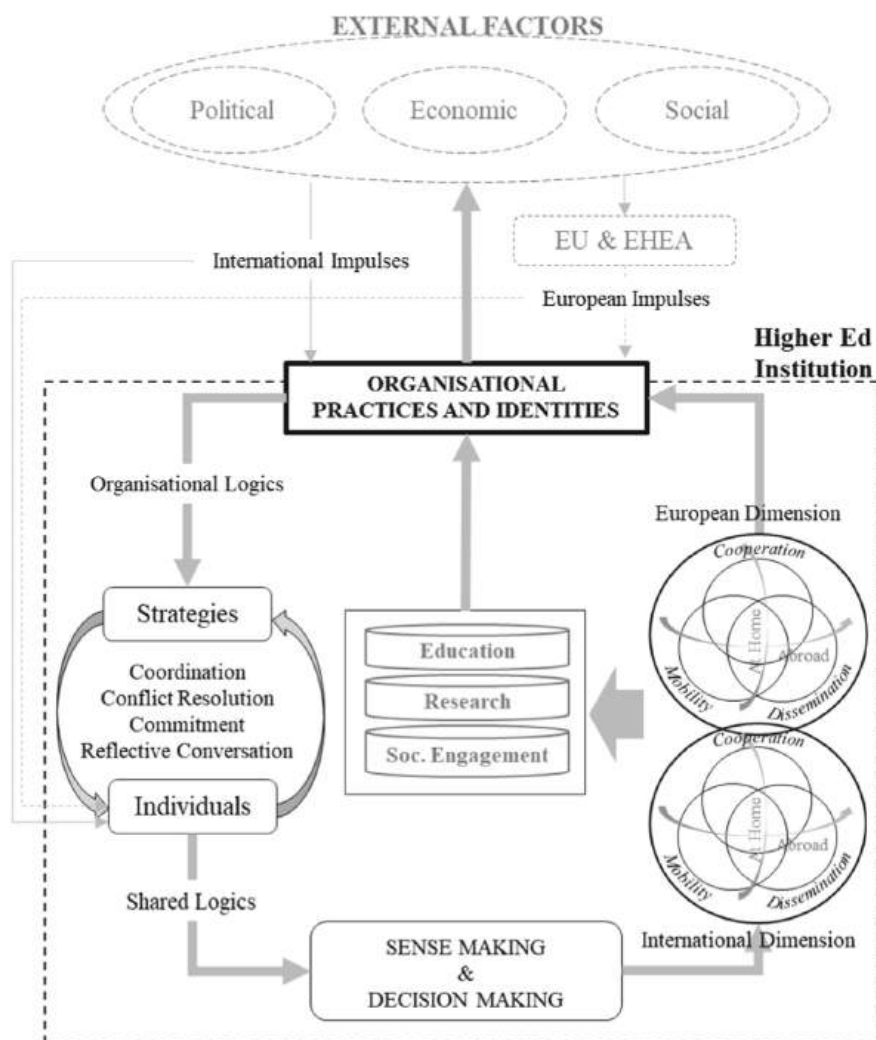 EXTERNAL FACTORS
Political
Economic
Social
EU & EHEA
International Impulses
European Impulses
Higher Ed
Institution
ORGANISATIONAL
PRACTICES AND IDENTITIES
Organisational Logics
European Dimension
Cooperation
At Home
Abroad
Mobility
Dissemination
Strategies
Coordination
Conflict Resolution
Commitment
Reflective Conversation
Individuals
Education
Research
Soc. Engagement
Cooperation
At Home
Abroad
Mobility
Dissemination
Shared Logics
SENSE MAKING
&
DECISION MAKING
International Dimension